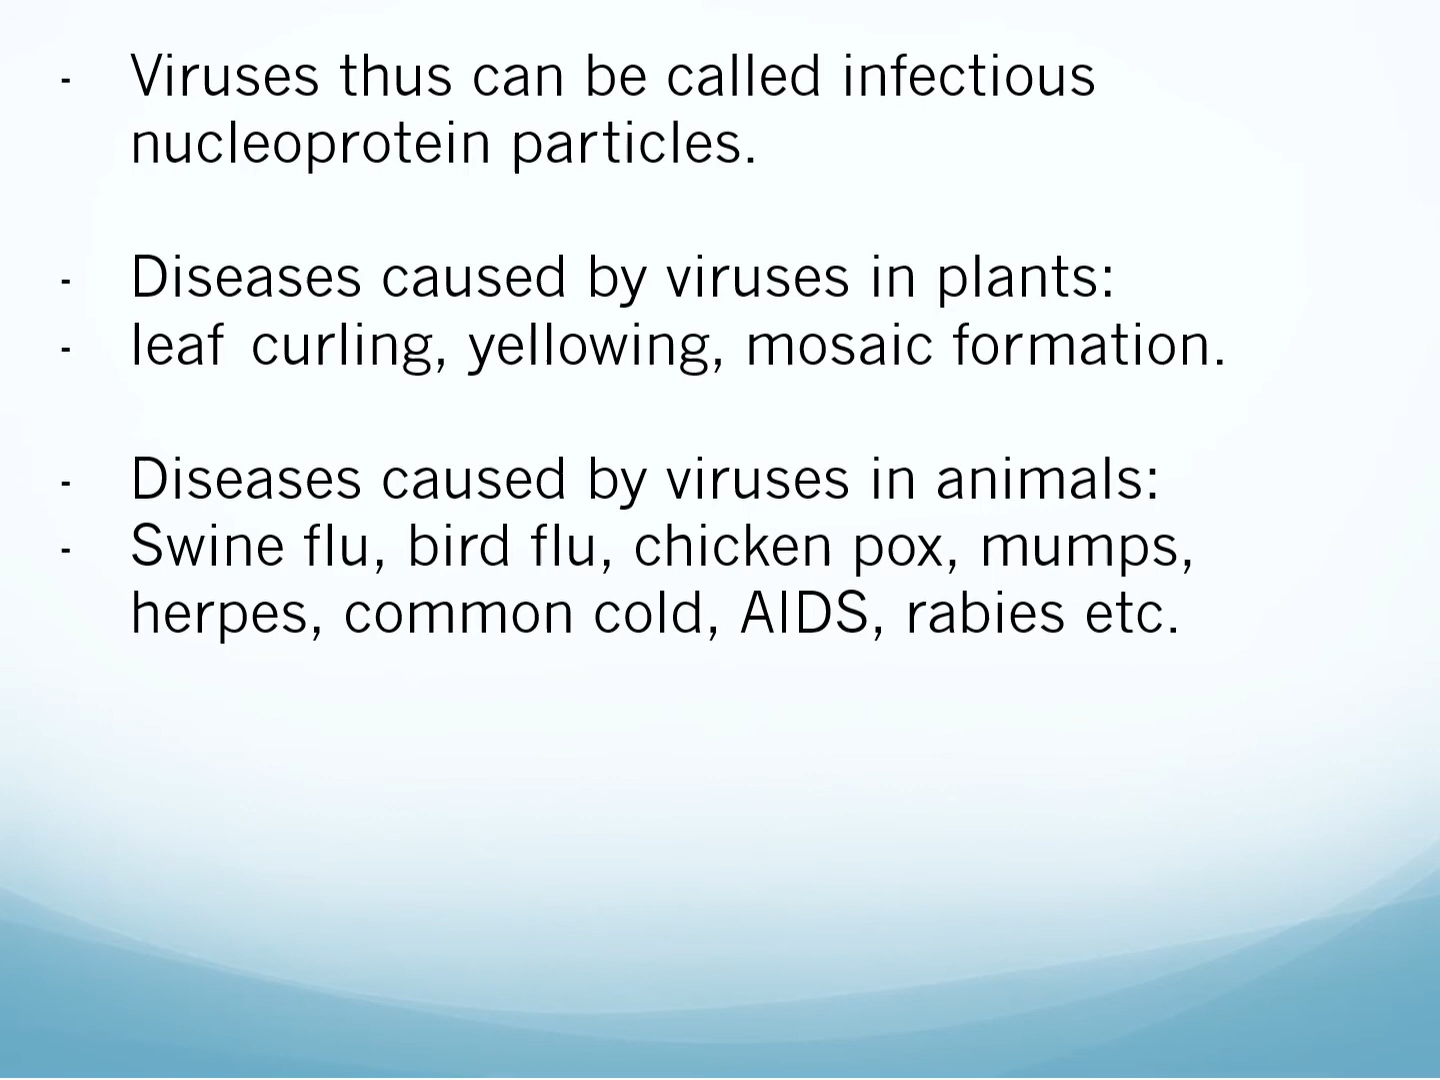 - Viruses thus can be called infectious
nucleoprotein particles.
- Diseases caused by viruses in plants:
- leaf curling, yellowing, mosaic formation.
- Diseases caused by viruses in animals:
- Swine flu, bird flu, chicken pox, mumps,
herpes, common cold, AIDS, rabies etc.